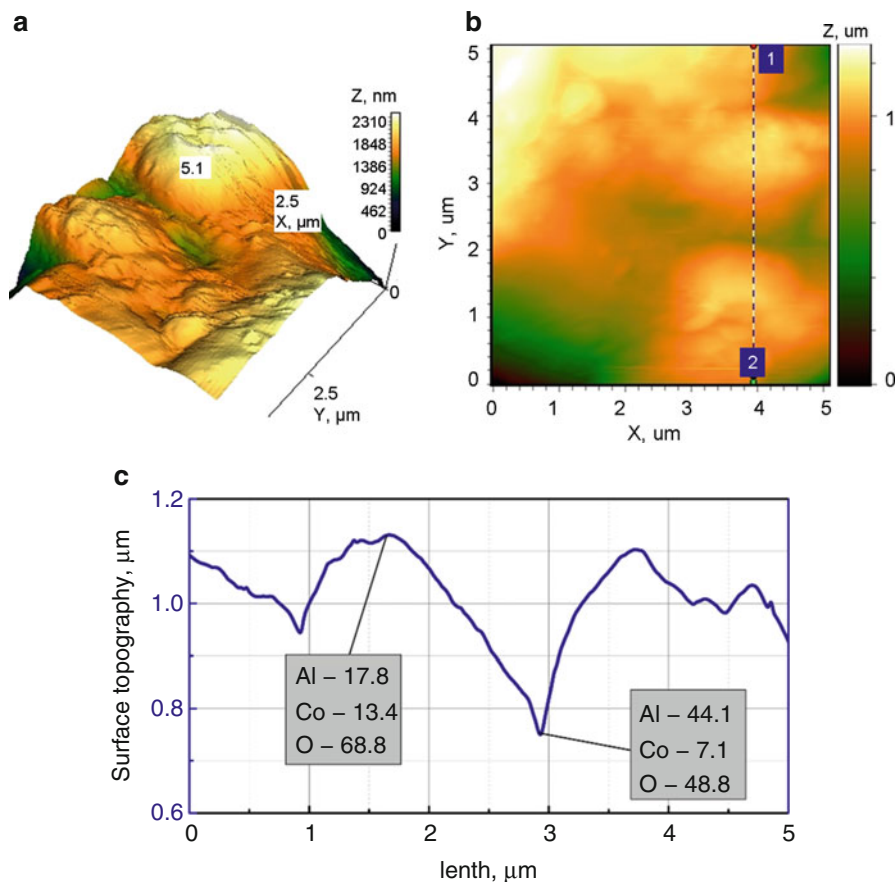 a
Z, nm
2310
1848
1386
924
462
0
5.1
2.5
X, µm
0
2.5
Y, µm
b
Z, um
1
0
5
4
3
2
1
0
Y, um
1
2
0 1 2 3 4 5
X, um
c
1.2
1.0
0.8
0.6
Surface topography, µm
Al – 17.8
Co – 13.4
O – 68.8
Al – 44.1
Co – 7.1
O – 48.8
0 1 2 3 4 5
lenth, µm